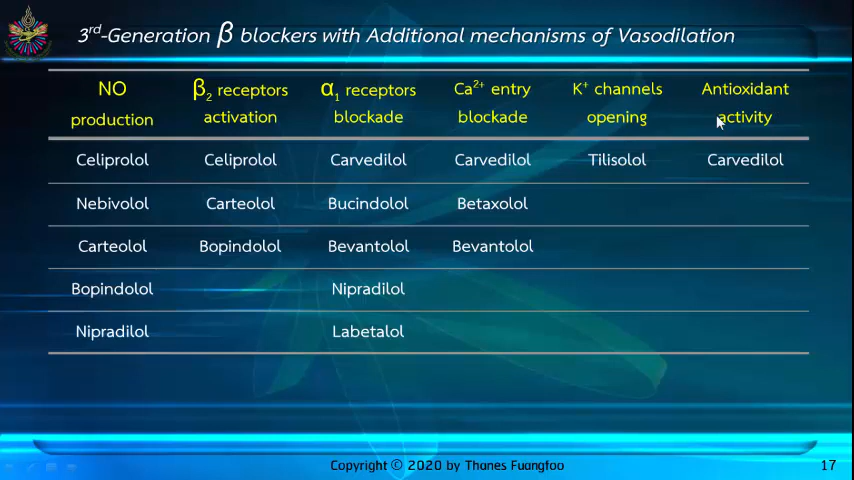 3rd-Generation β blockers with Additional mechanisms of Vasodilation
NO production
β2 receptors activation
α1 receptors blockade
Ca2+ entry blockade
K+ channels opening
Antioxidant activity
Celiprolol Celiprolol Carvedilol Carvedilol Tilisolol Carvedilol
Nebivolol Carteolol Bucindolol Betaxolol
Carteolol Bopindolol Bevantolol Bevantolol
Bopindolol Nipradilol
Nipradilol Labetalol
Copyright © 2020 by Thanes Fuangfoo
17